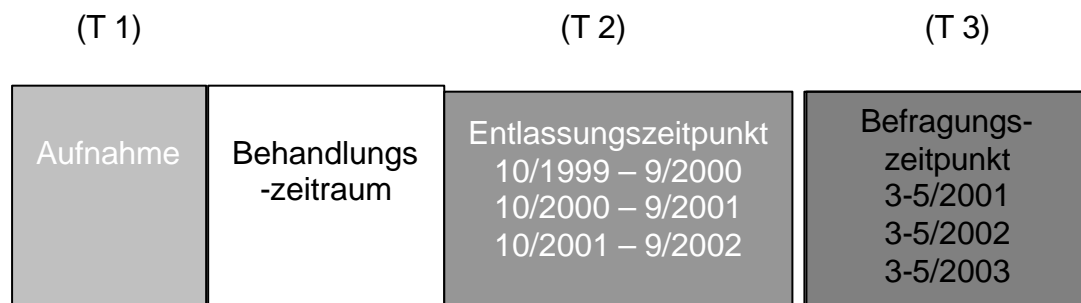 (T 1)
(T 2)
(T 3)
Aufnahme
Behandlungs
-zeitraum
Entlassungszeitpunkt
10/1999 – 9/2000
10/2000 – 9/2001
10/2001 – 9/2002
Befragungs-
zeitpunkt
3-5/2001
3-5/2002
3-5/2003